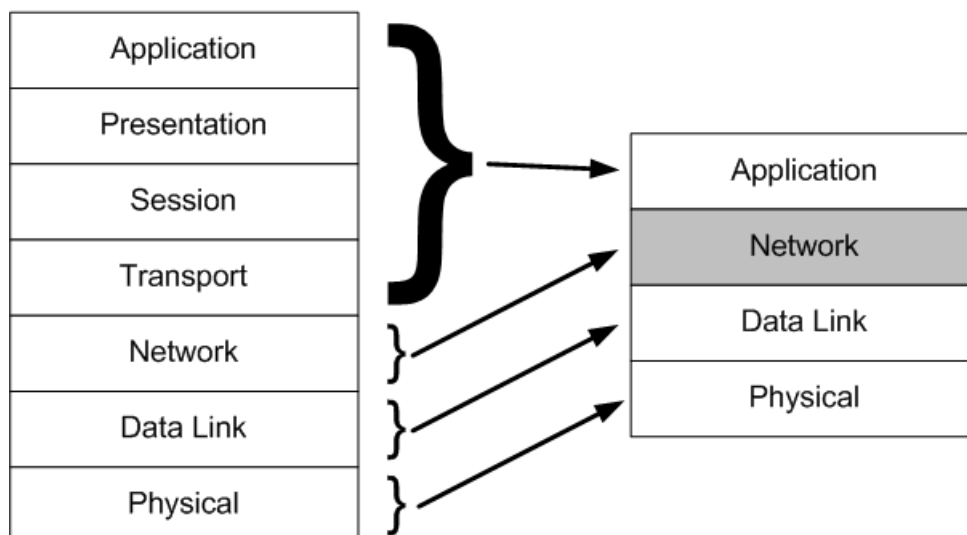 Application
Presentation
Session
Transport
Network
Data Link
Physical
Application
Network
Data Link
Physical